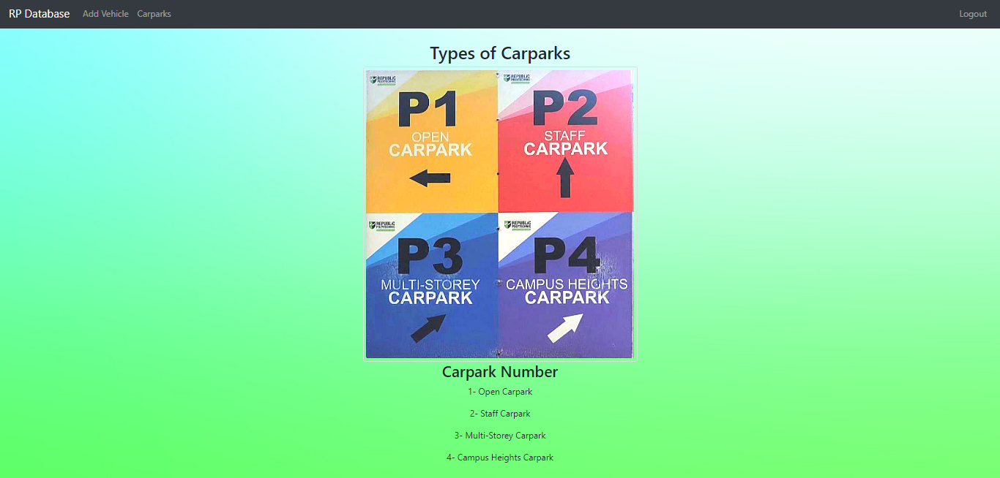 RP Database Add Vehicle Carparks Logout
Types of Carparks
REPUBLIC
POLYTECHNIC
P1
OPEN
CARPARK
REPUBLIC
POLYTECHNIC
P2
STAFF
CARPARK
REPUBLIC
POLYTECHNIC
P3
MULTI-STOREY
CARPARK
REPUBLIC
POLYTECHNIC
P4
CAMPUS HEIGHTS
CARPARK
Carpark Number
1- Open Carpark
2- Staff Carpark
3- Multi-Storey Carpark
4- Campus Heights Carpark